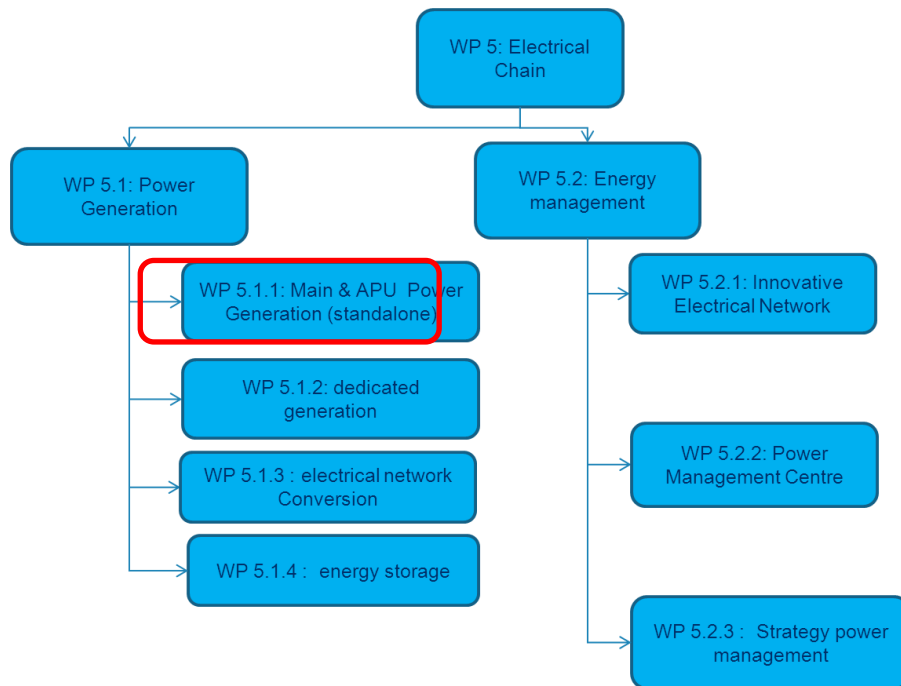 WP 5: Electrical
Chain
WP 5.1: Power
Generation
WP 5.2: Energy
management
WP 5.1.1: Main & APU Power
Generation (standalone)
WP 5.1.2: dedicated
generation
WP 5.1.3 : electrical network
Conversion
WP 5.1.4 : energy storage
WP 5.2.1: Innovative
Electrical Network
WP 5.2.2: Power
Management Centre
WP 5.2.3 : Strategy power
management